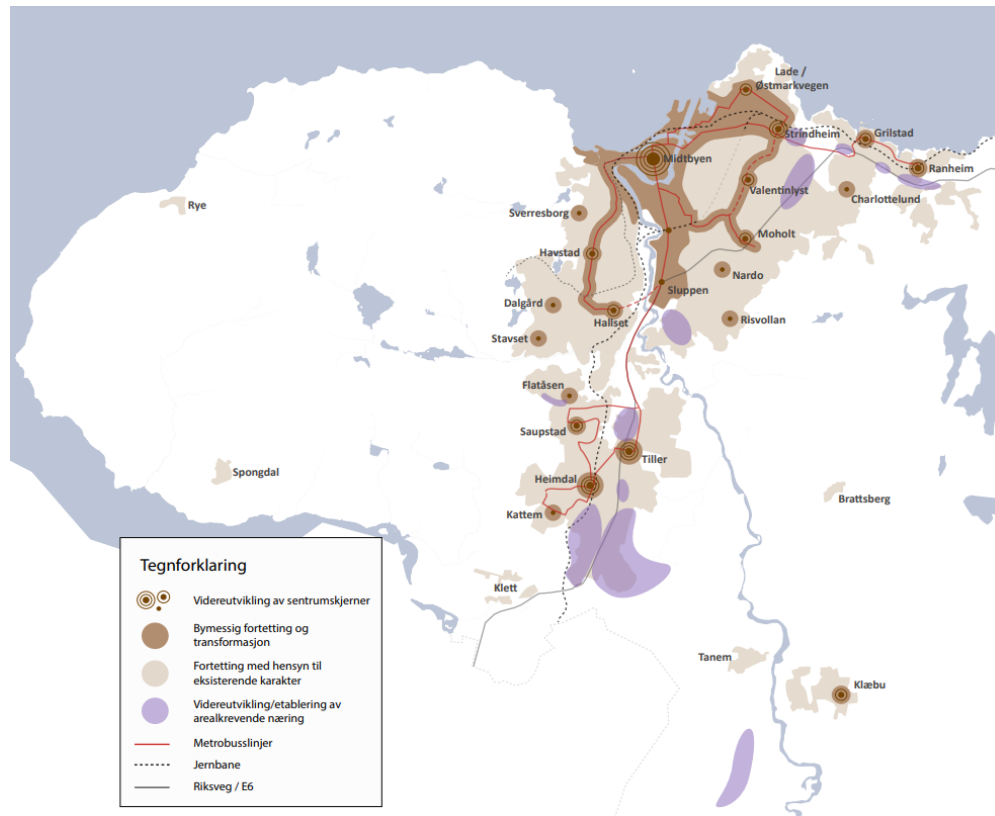 Lade /
Østmarkvegen
Strindheim
Grilstad
Midtbyen
Ranheim
Valentinlyst
Charlottelund
Rye
Sverresborg
Moholt
Havstad
Nardo
Sluppen
Dalgård
Hallset
Risvollan
Stavset
Flatåsen
Saupstad
Tiller
Heimdal
Spongdal
Brattsberg
Kattem
Klett
Tanem
Klæbu
Tegnforklaring
Videreutvikling av sentrumskjerner
Bymessig fortetting og
transformasjon
Fortetting med hensyn til
eksisterende karakter
Videreutvikling/etablering av
arealkrevende næring
Metrobusslinjer
Jernbane
Riksveg / E6